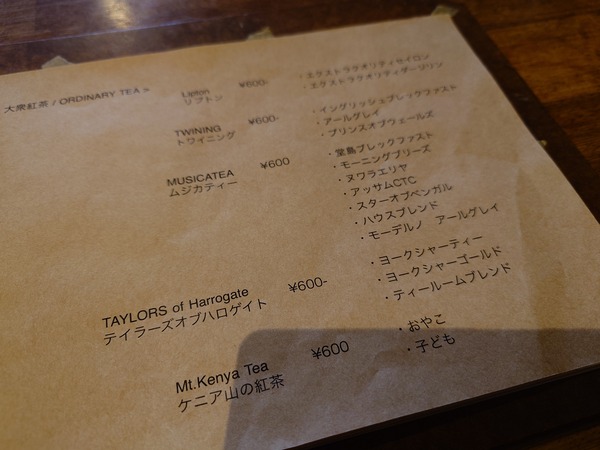 大衆紅茶 / ORDINARY TEA >
Lipton ¥600-
リプトン
・エクストラクオリティセイロン
・エクストラクオリティダージリン
TWINING ¥600-
トワイニング
・イングリッシュブレックファスト
・アールグレイ
・プリンスオブウェールズ
MUSICATEA ¥600
ムジカティー
・堂島ブレックファスト
・モーニングブリーズ
・ヌワラエリヤ
・アッサムCTC
・スターオブベンガル
・ハウスブレンド
・モーデルノ アールグレイ
TAYLORS of Harrogate ¥600-
テイラーズオブハロゲイト
・ヨークシャーティー
・ヨークシャーゴールド
・ティールームブレンド
Mt.Kenya Tea ¥600
ケニア山の紅茶
・おやこ
・子ども